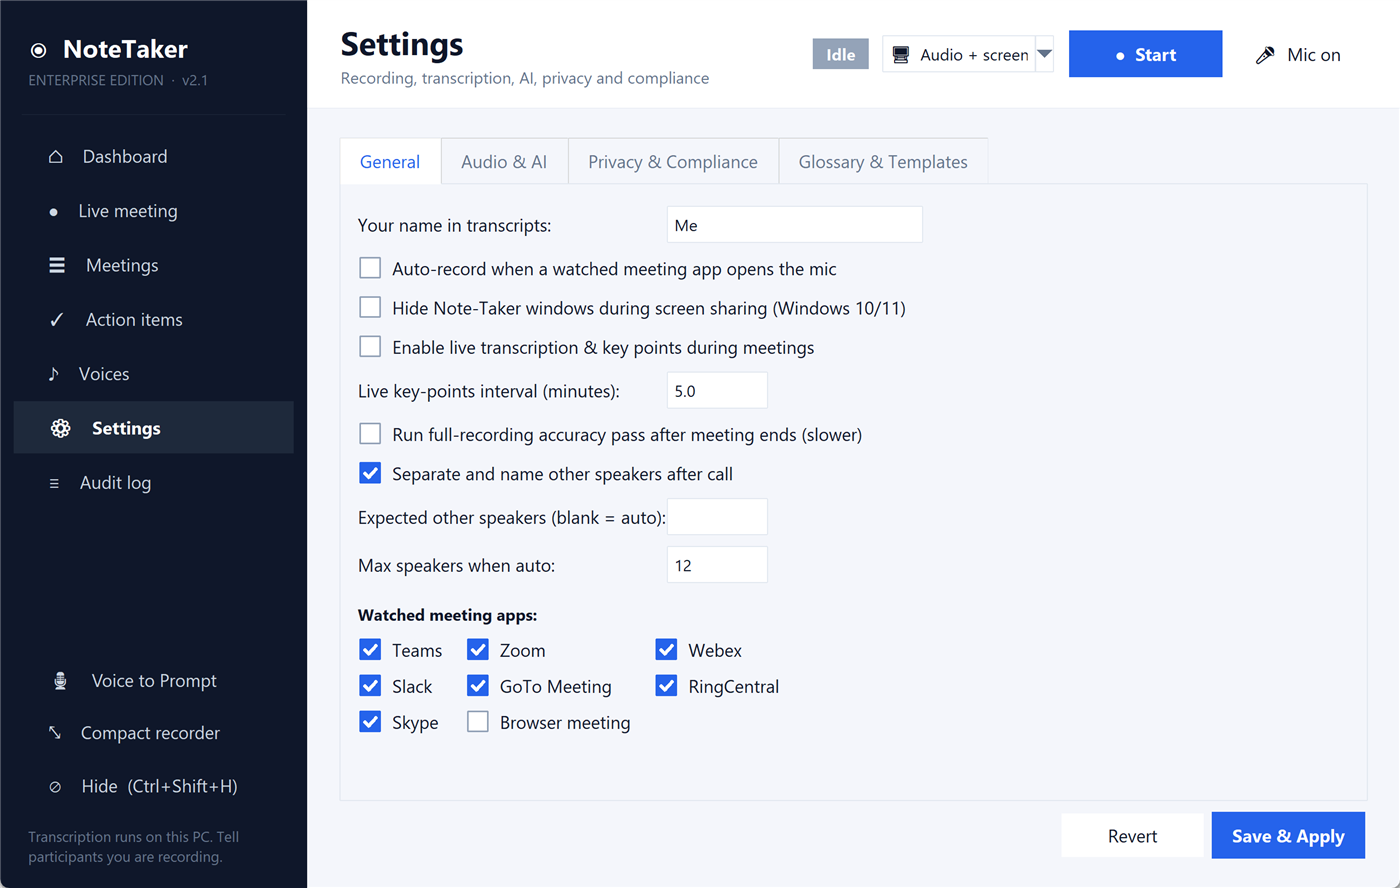 NoteTaker
ENTERPRISE EDITION · v2.1
Dashboard
Live meeting
Meetings
Action items
Voices
Settings
Audit log
Voice to Prompt
Compact recorder
Hide (Ctrl+Shift+H)
Transcription runs on this PC. Tell
participants you are recording.
Settings
Recording, transcription, AI, privacy and compliance
Idle
Audio + screen
Start
Mic on
General
Audio & AI
Privacy & Compliance
Glossary & Templates
Your name in transcripts: Me
Auto-record when a watched meeting app opens the mic
Hide Note-Taker windows during screen sharing (Windows 10/11)
Enable live transcription & key points during meetings
Live key-points interval (minutes): 5.0
Run full-recording accuracy pass after meeting ends (slower)
Separate and name other speakers after call
Expected other speakers (blank = auto):
Max speakers when auto: 12
Watched meeting apps:
Teams Zoom Webex
Slack GoTo Meeting RingCentral
Skype Browser meeting
Revert
Save & Apply